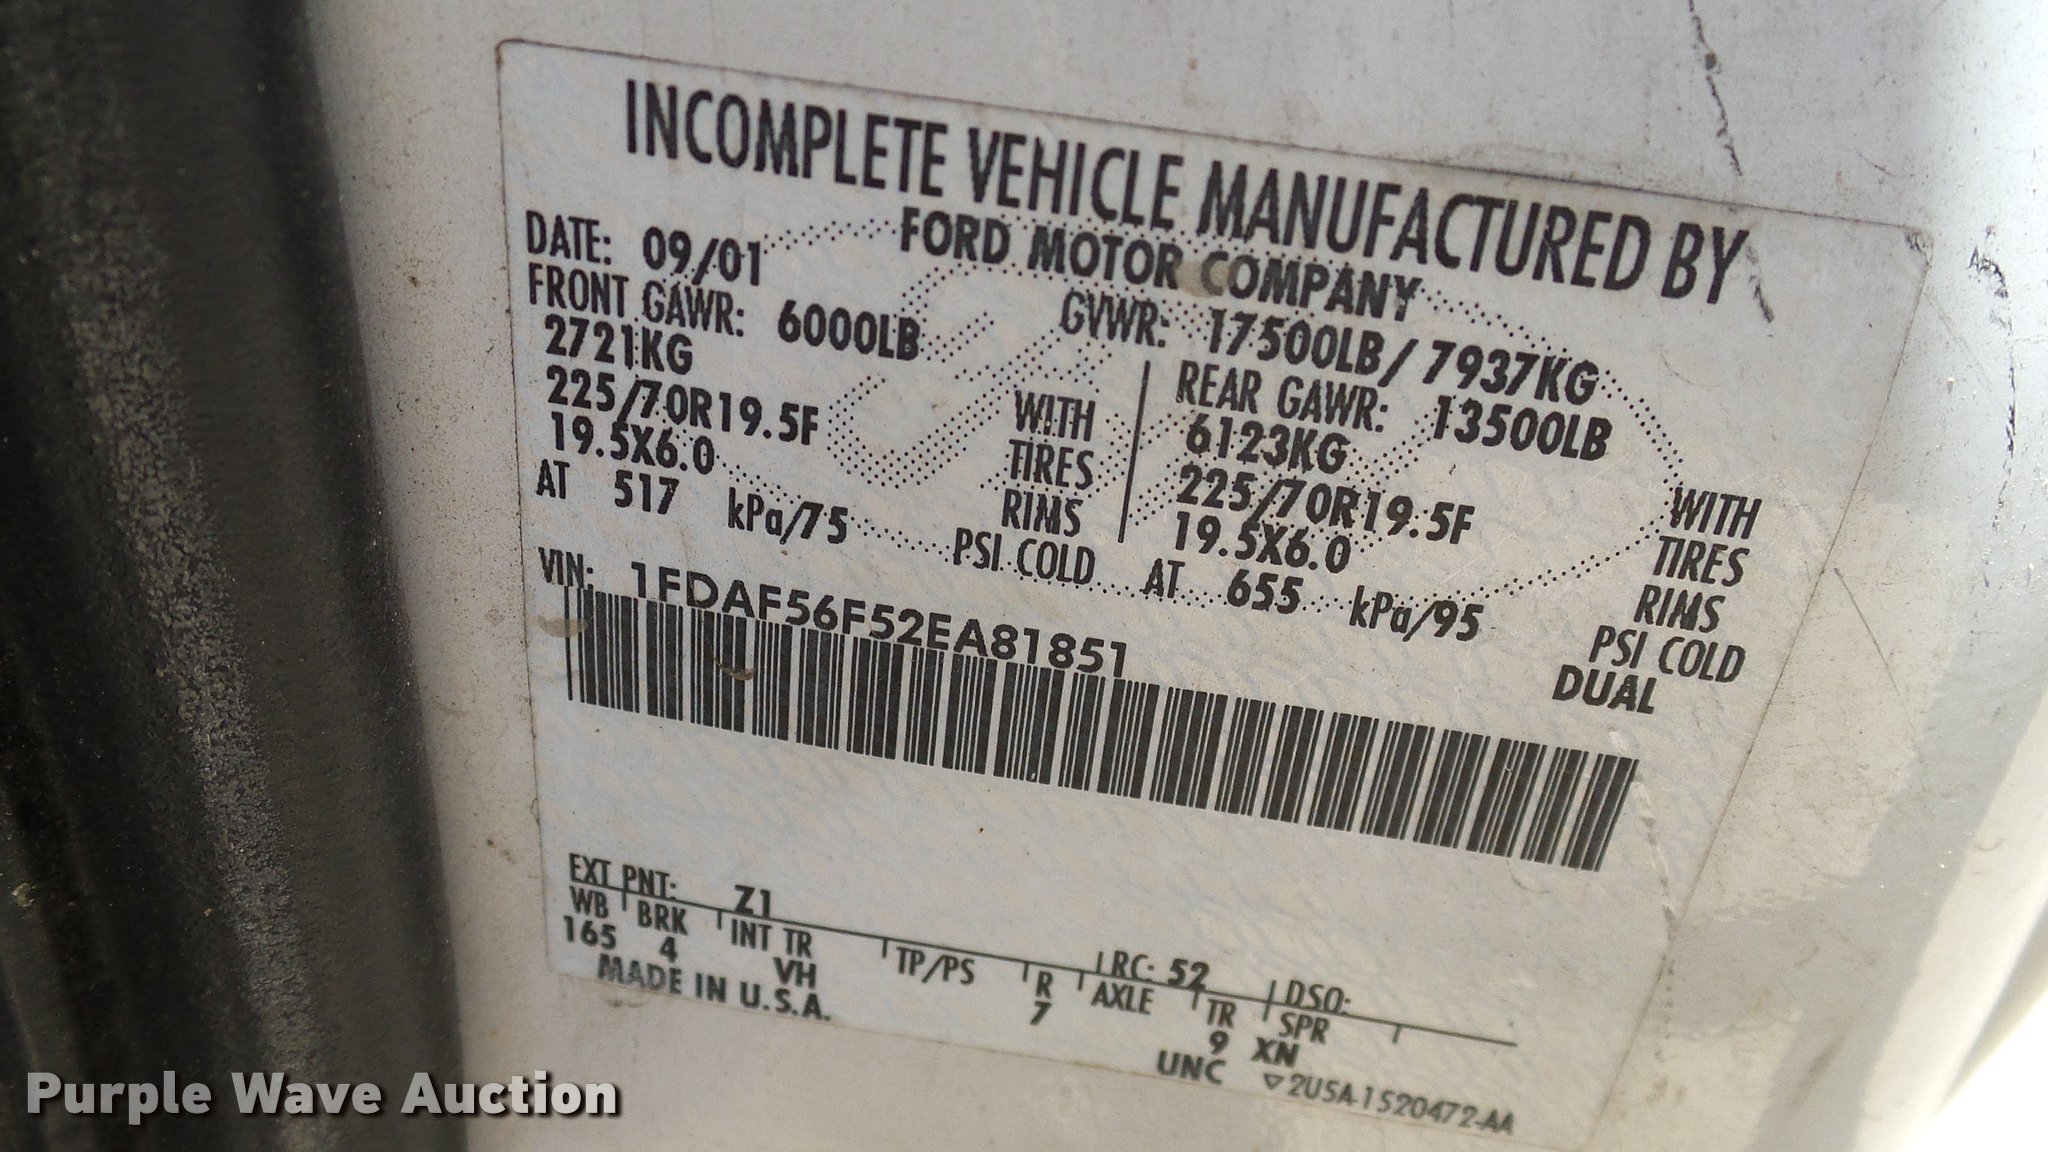 INCOMPLETE VEHICLE MANUFACTURED BY
FORD MOTOR COMPANY
DATE: 09/01
GVWR: 17500LB / 7937KG
FRONT GAWR: 6000LB
2721KG
WITH
225/70R19.5F
TIRES
19.5X6.0
RIMS
AT 517 kPa/75 PSI COLD
REAR GAWR: 13500LB
6123KG
WITH
225/70R19.5F
TIRES
19.5X6.0
RIMS
AT 655 kPa/95 PSI COLD
DUAL
VIN: 1FDAF56F52EA81851
EXT PNT: Z1 RC: 52 DSO:
WB BRK INT TR TP/PS R AXLE TR SPR
165 4 VH 7 9 XN
MADE IN U.S.A.
UNC
▽2U5A-1520472-AA
Purple Wave Auction